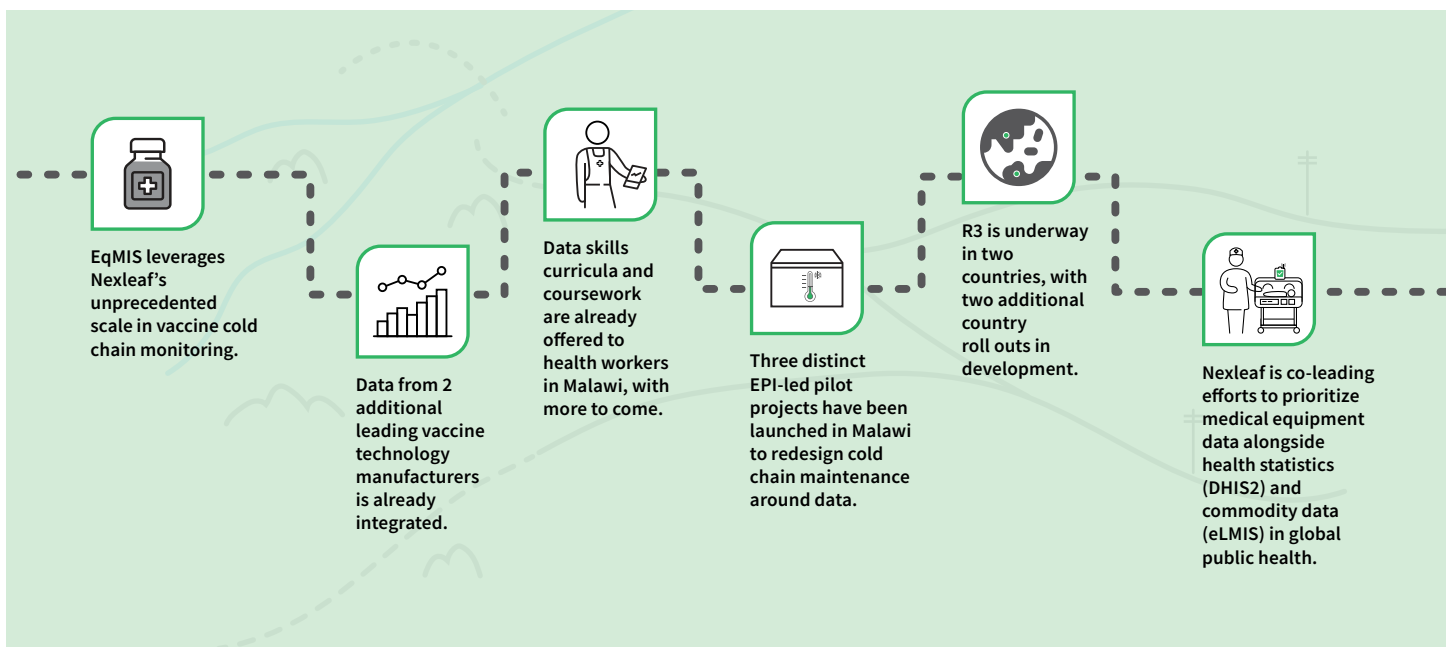 EqMIS leverages
Nexleaf’s
unprecedented
scale in vaccine cold
chain monitoring.
Data from 2
additional
leading vaccine
technology
manufacturers
is already
integrated.
Data skills
curricula and
coursework
are already
offered to
health workers
in Malawi, with
more to come.
Three distinct
EPI-led pilot
projects have been
launched in Malawi
to redesign cold
chain maintenance
around data.
R3 is underway
in two
countries, with
two additional
country
roll outs in
development.
Nexleaf is co-leading
efforts to prioritize
medical equipment
data alongside
health statistics
(DHIS2) and
commodity data
(eLMIS) in global
public health.